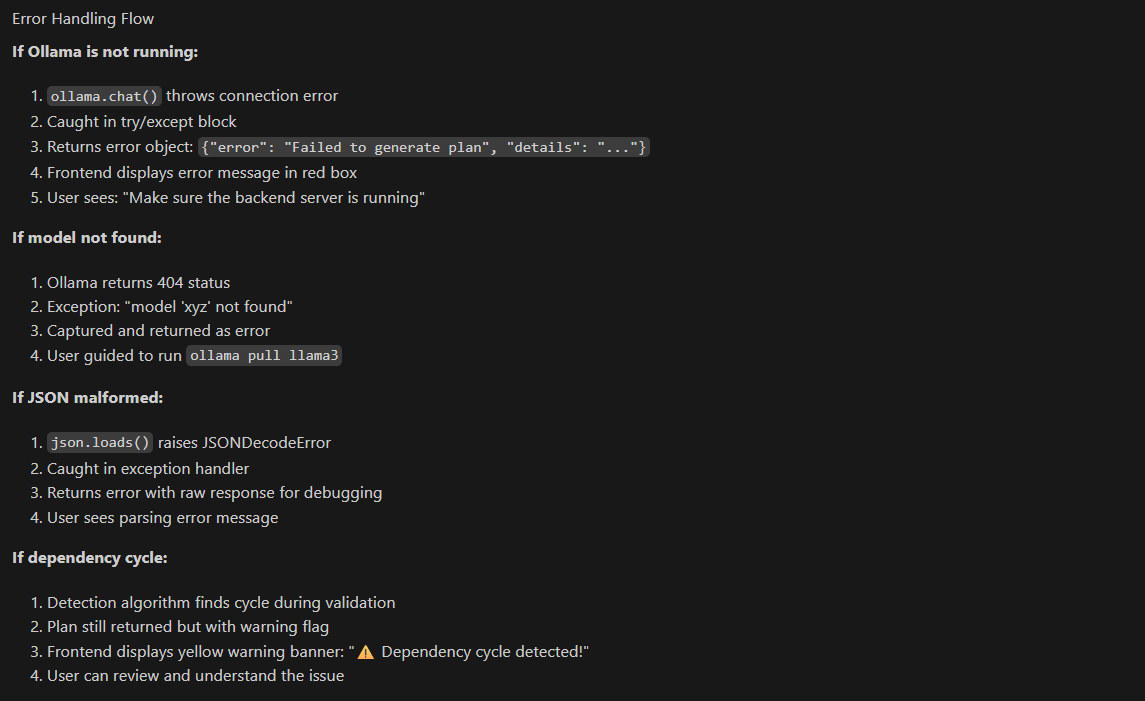 Error Handling Flow
If Ollama is not running:
1. ollama.chat() throws connection error
2. Caught in try/except block
3. Returns error object: {"error": "Failed to generate plan", "details": "..."}
4. Frontend displays error message in red box
5. User sees: "Make sure the backend server is running"
If model not found:
1. Ollama returns 404 status
2. Exception: "model 'xyz' not found"
3. Captured and returned as error
4. User guided to run ollama pull llama3
If JSON malformed:
1. json.loads() raises JSONDecodeError
2. Caught in exception handler
3. Returns error with raw response for debugging
4. User sees parsing error message
If dependency cycle:
1. Detection algorithm finds cycle during validation
2. Plan still returned but with warning flag
3. Frontend displays yellow warning banner: "⚠️ Dependency cycle detected!"
4. User can review and understand the issue